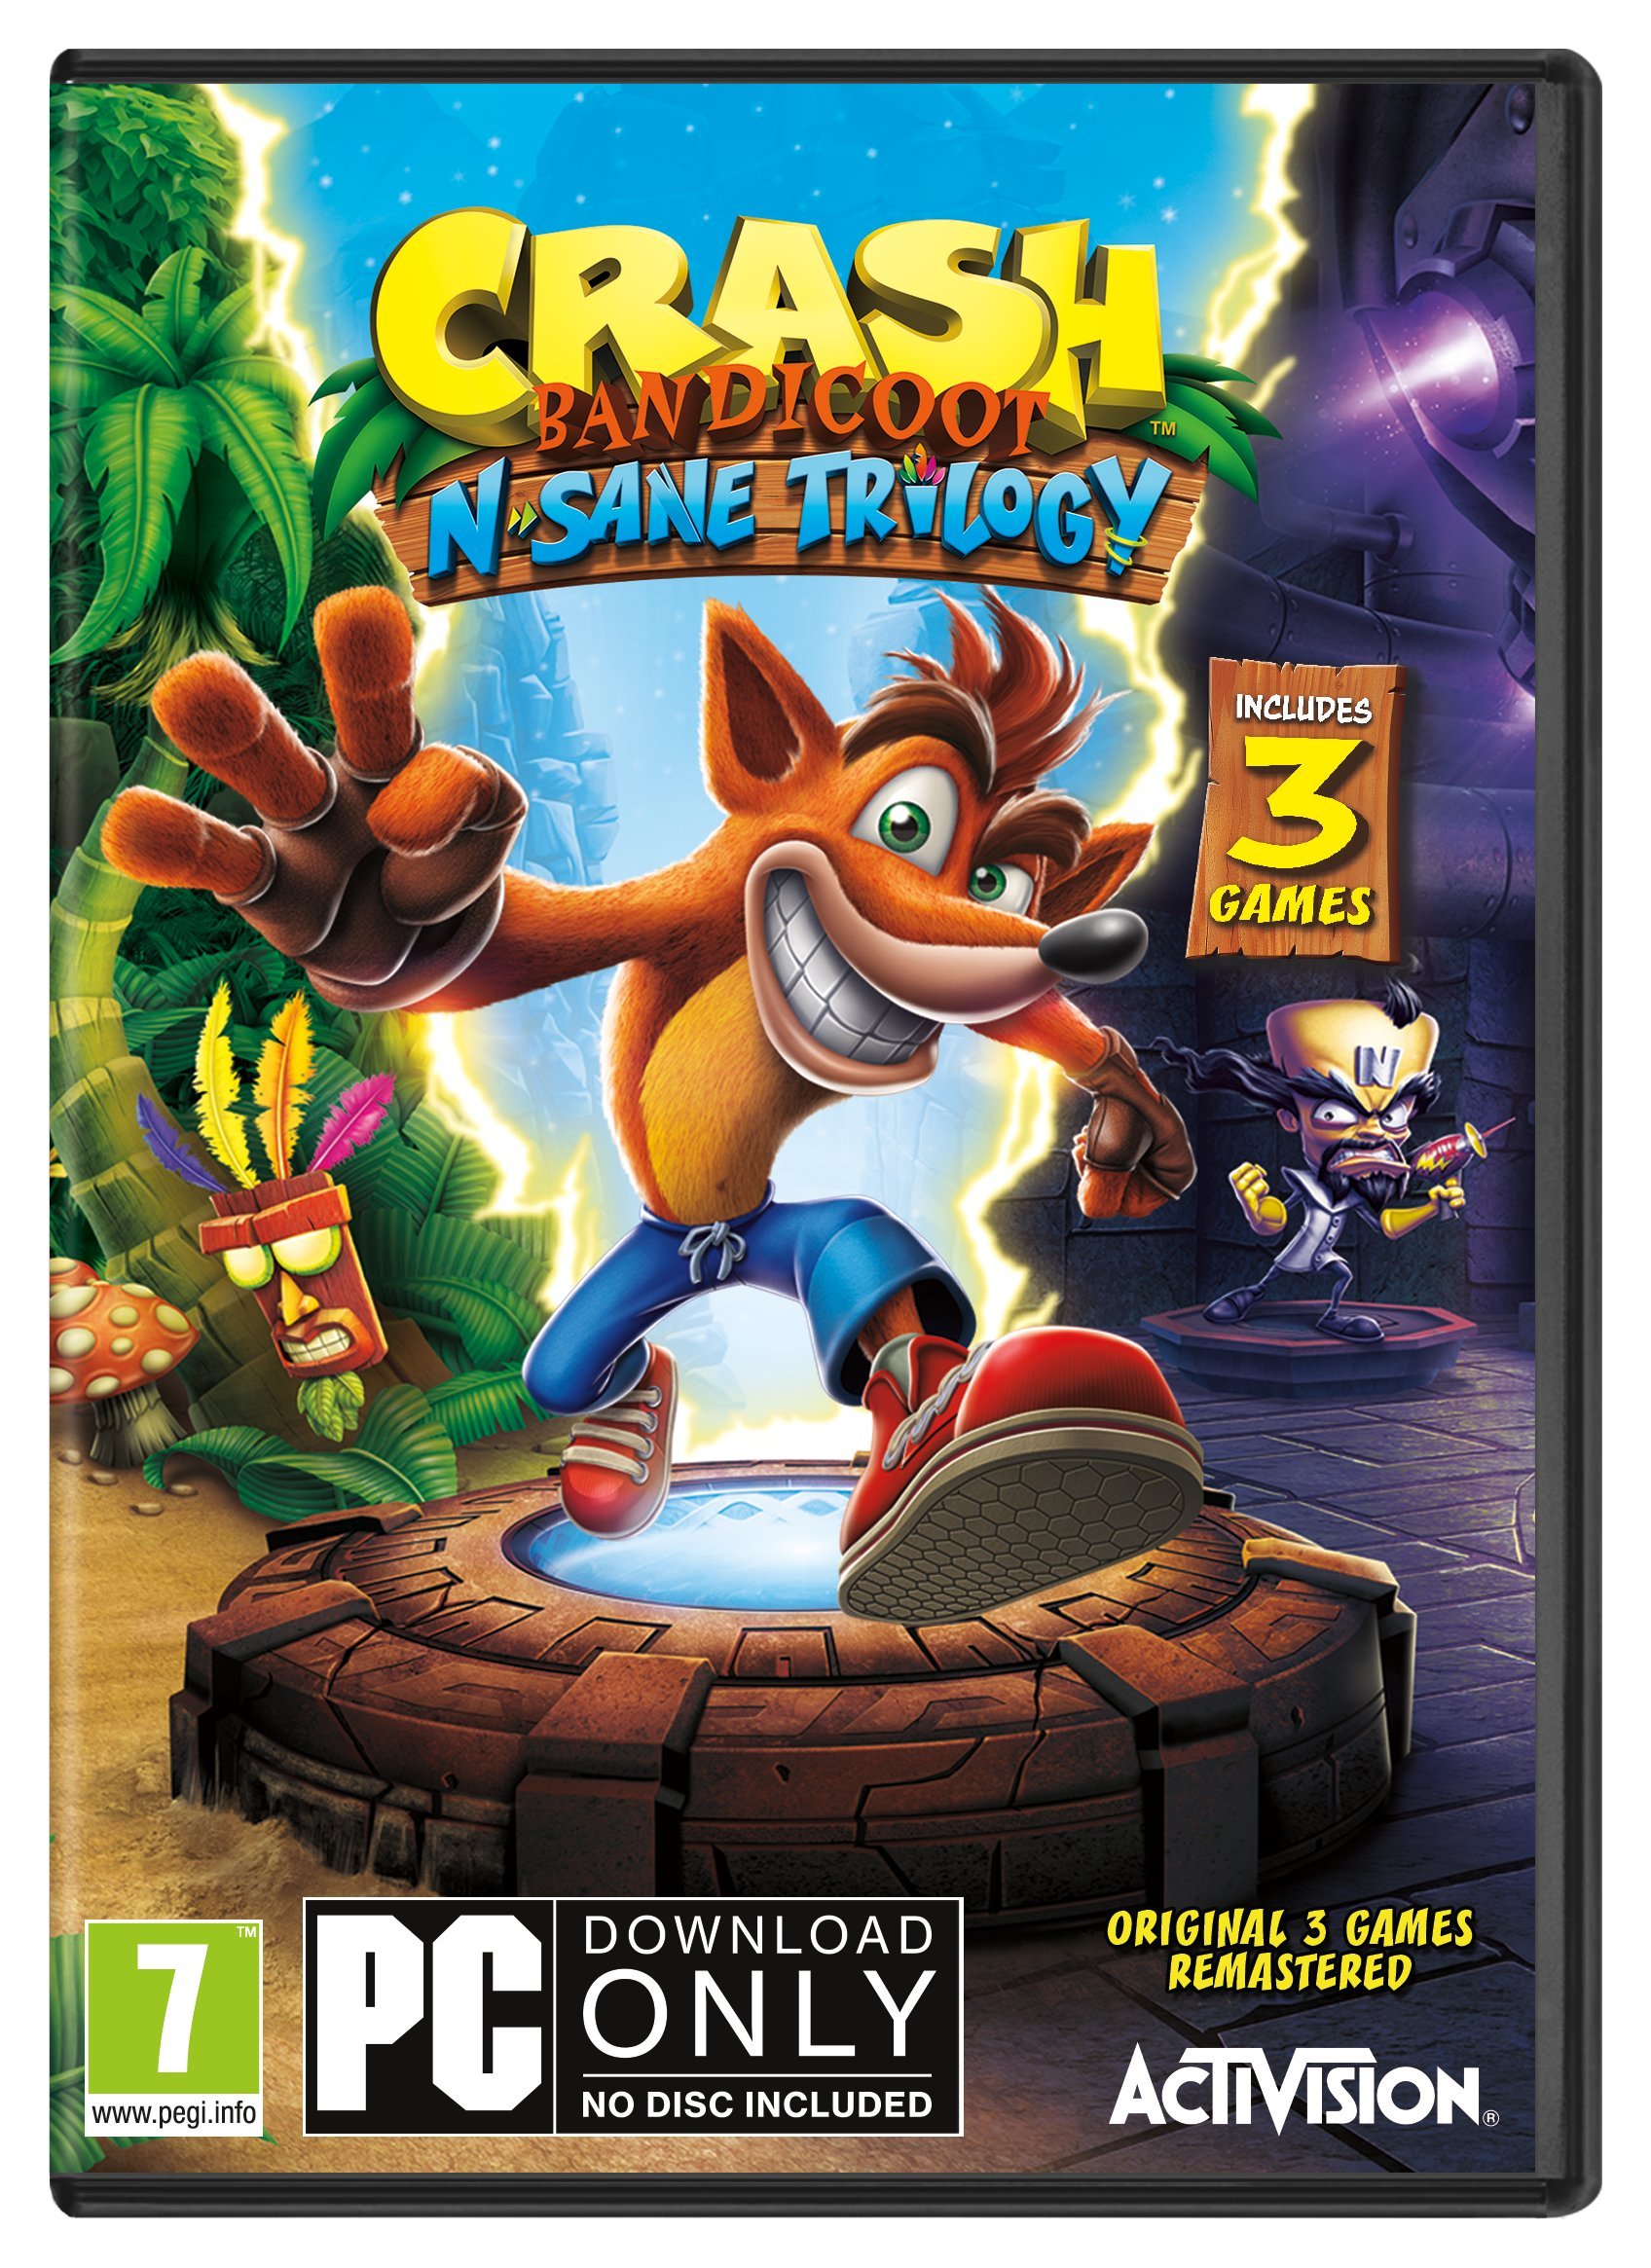 CRASH
BANDICOOT
™
N•SANE TRILOGY
INCLUDES
3
GAMES
N
7
™
www.pegi.info
PC
DOWNLOAD
ONLY
NO DISC INCLUDED
ORIGINAL 3 GAMES
REMASTERED
ACTIVISION®